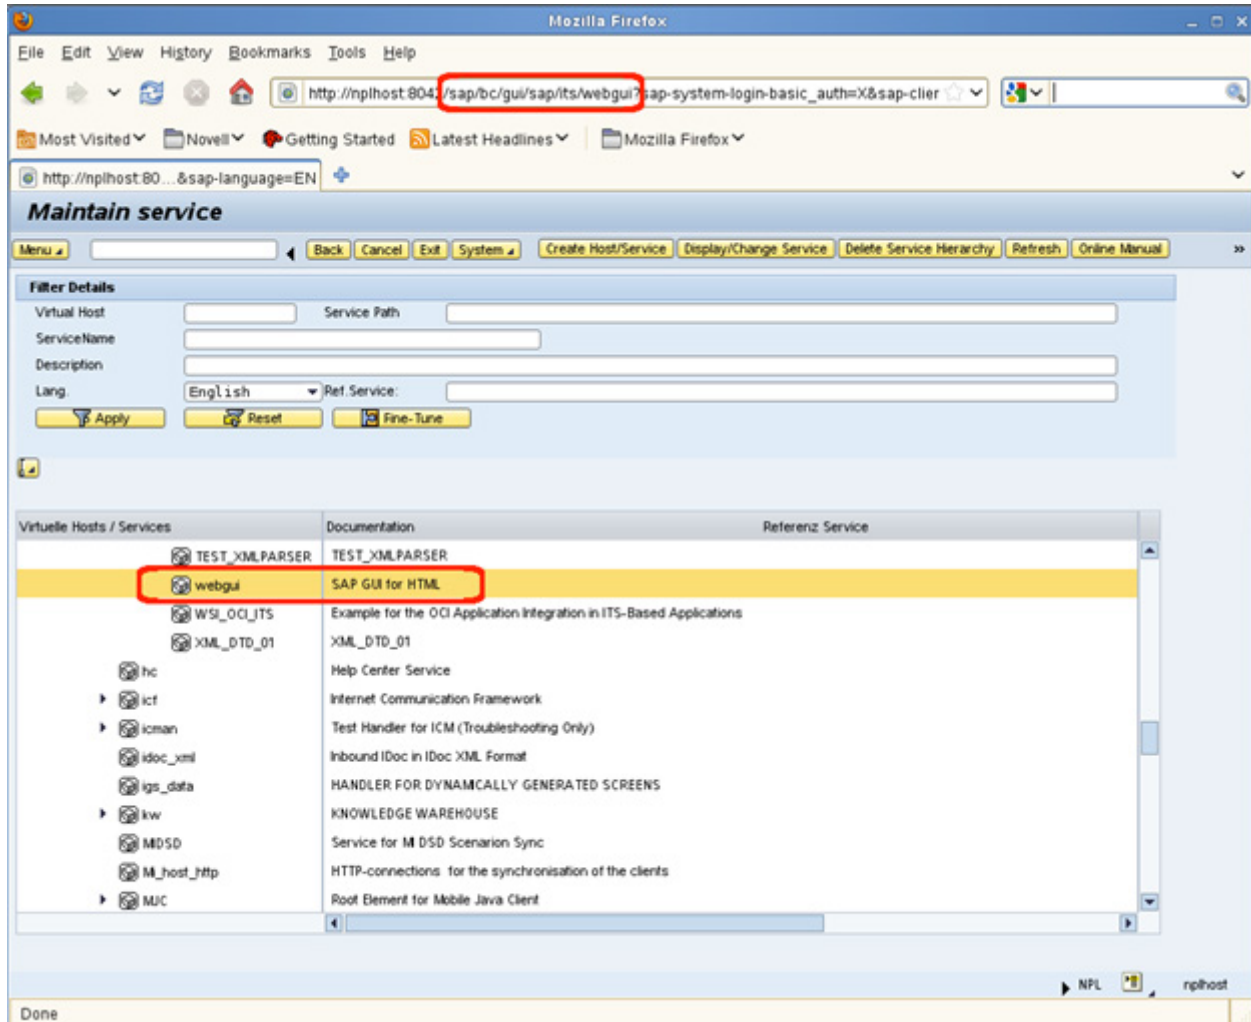 Mozilla Firefox
File Edit View History Bookmarks Tools Help
http://nplhost:8042/sap/bc/gui/sap/its/webgui?sap-system-login-basic_auth=X&sap-clier
Most Visited Novell Getting Started Latest Headlines Mozilla Firefox
http://nplhost:80...&sap-language=EN
Maintain service
Menu Back Cancel Exit System Create Host/Service Display/Change Service Delete Service Hierarchy Refresh Online Manual
Filter Details
Virtual Host Service Path
ServiceName
Description
Lang. English Ref.Service:
Apply Reset Fine-Tune
Virtuelle Hosts / Services Documentation Referenz Service
TEST_XMLPARSER TEST_XMLPARSER
webgui SAP GUI for HTML
WSI_OCI_ITS Example for the OCI Application Integration in ITS-Based Applications
XML_DTD_01 XML_DTD_01
hc Help Center Service
icf Internet Communication Framework
icman Test Handler for ICM (Troubleshooting Only)
idoc_xml Inbound IDoc in IDoc XML Format
igs_data HANDLER FOR DYNAMCALLY GENERATED SCREENS
kw KNOWLEDGE WAREHOUSE
MIDSD Service for MI DSD Scenarion Sync
Mi_host_http HTTP-connections for the synchronisation of the clients
MJC Root Element for Mobile Java Client
NPL nplhost
Done